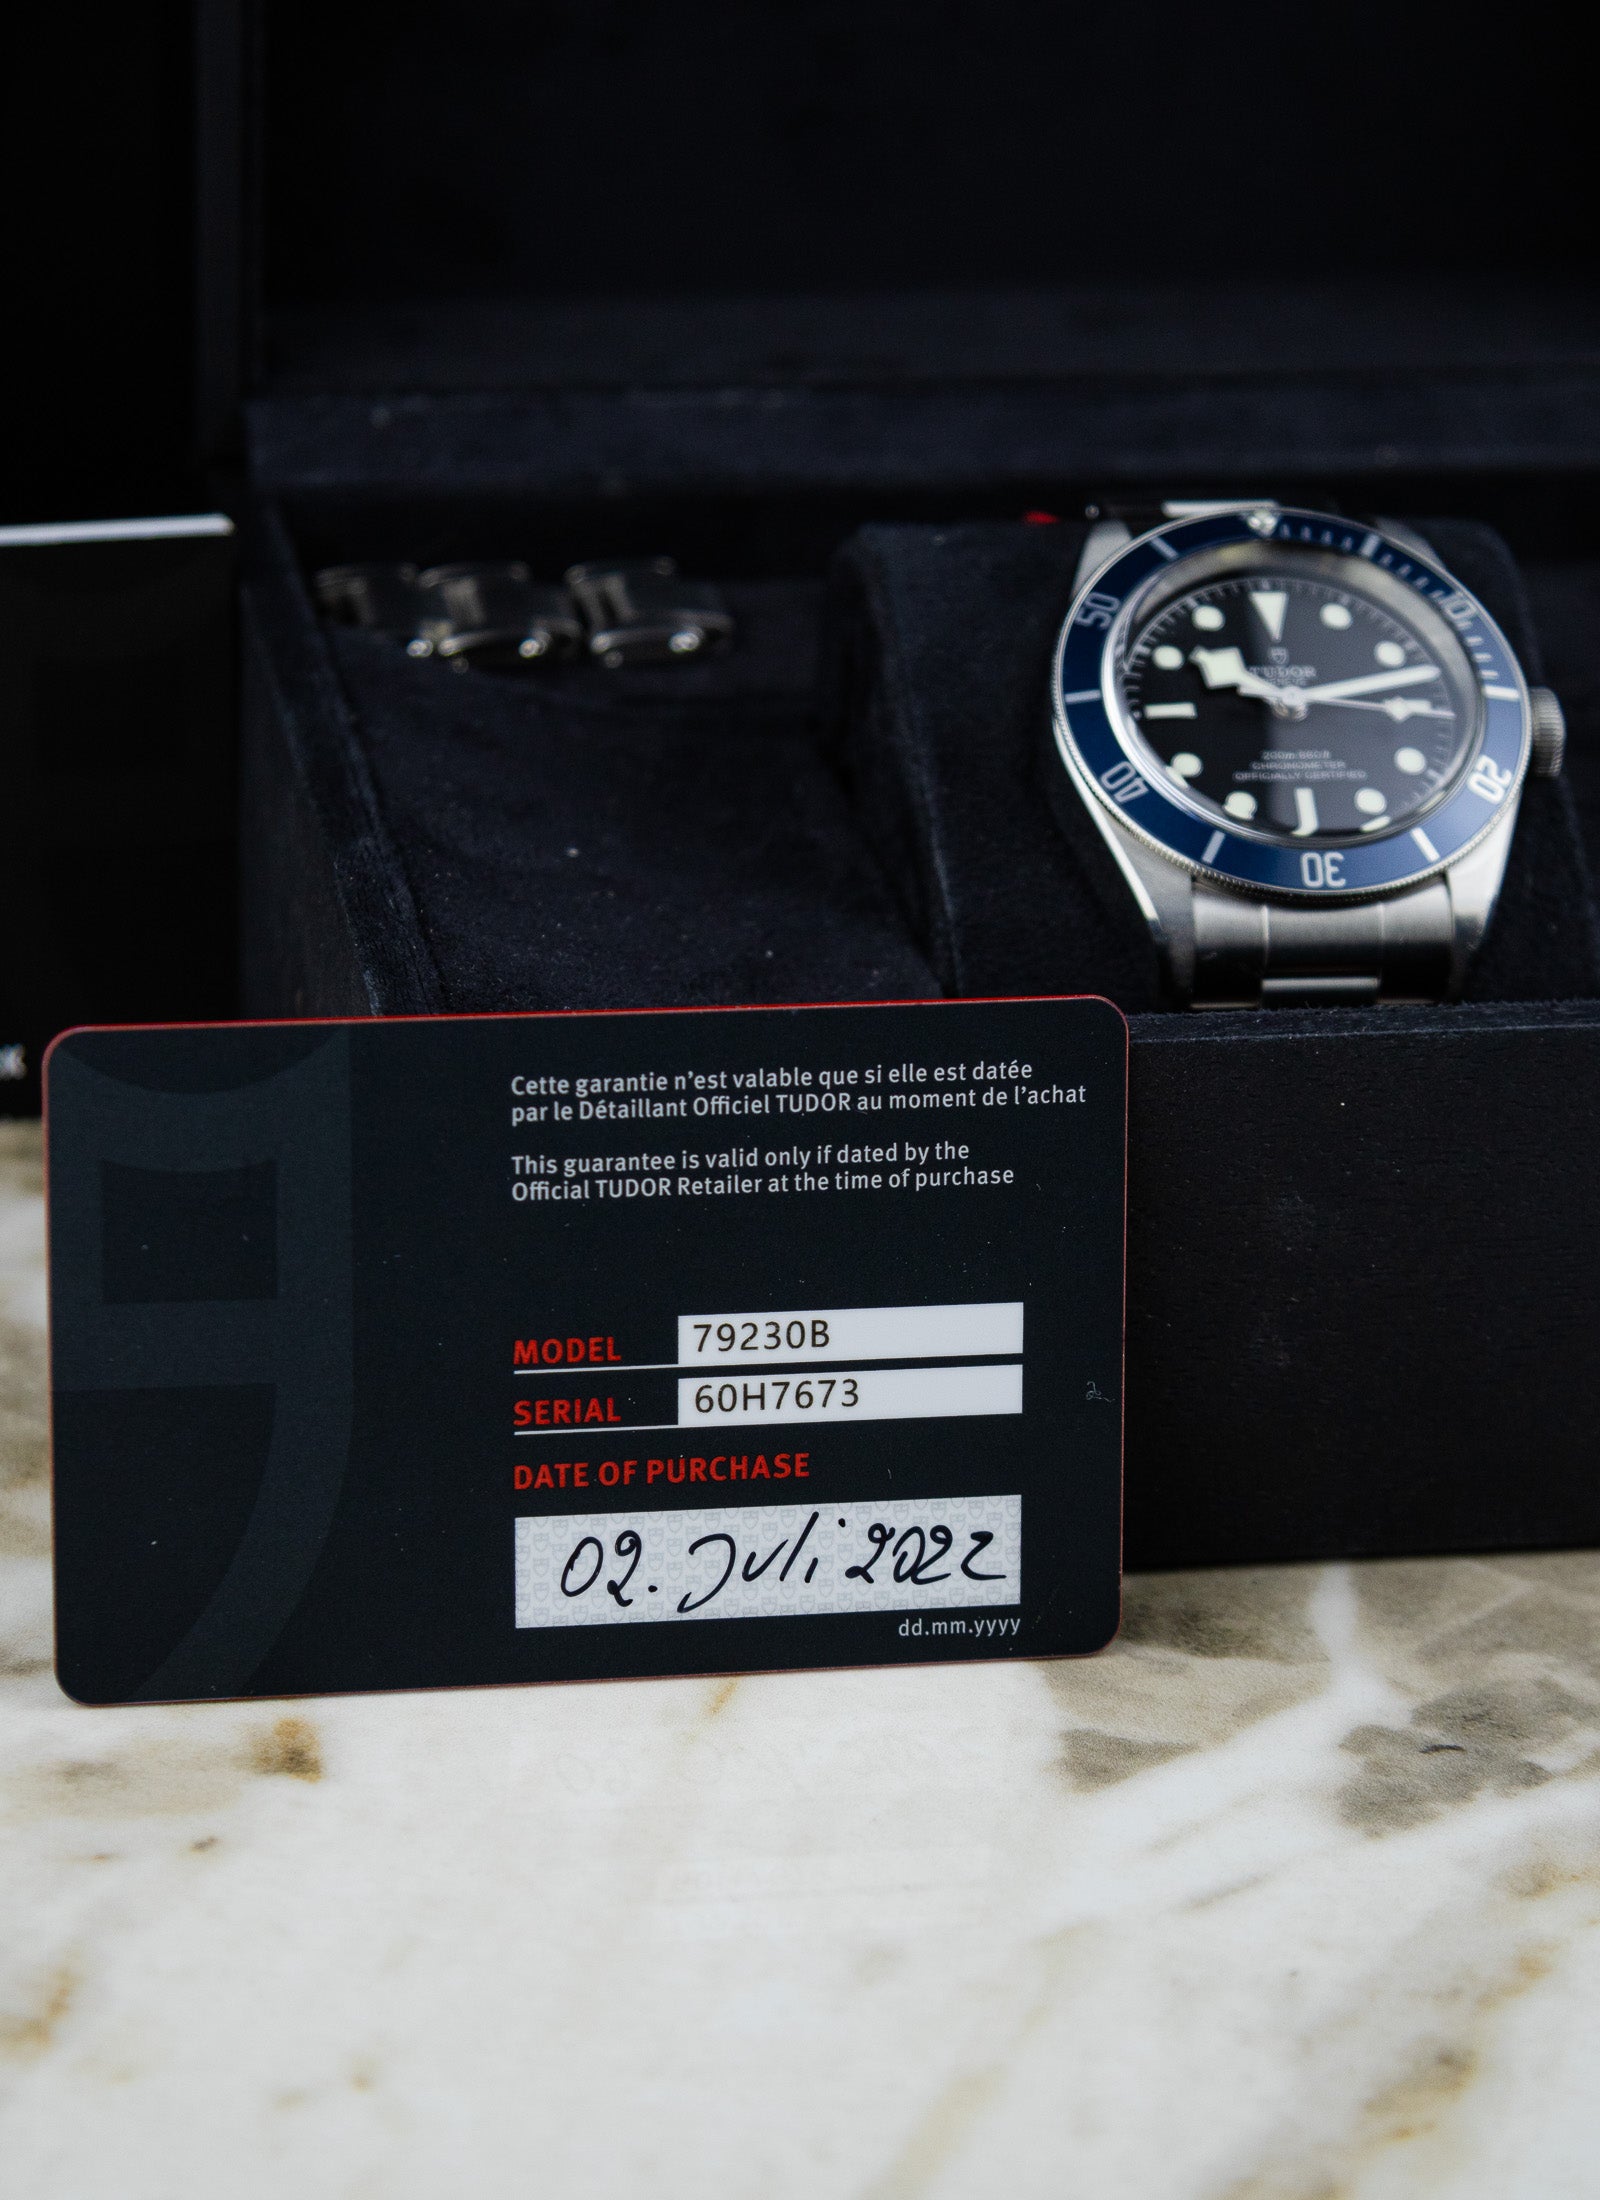 50
10
TUDOR
200m:660ft
CHRONOMETER
OFFICIALLY CERTIFIED
40
20
30
Cette garantie n'est valable que si elle est datée
par le Détaillant Officiel TUDOR au moment de l'achat
This guarantee is valid only if dated by the
Official TUDOR Retailer at the time of purchase
MODEL 79230B
SERIAL 60H7673
DATE OF PURCHASE
02. Juli 2022
dd.mm.yyyy